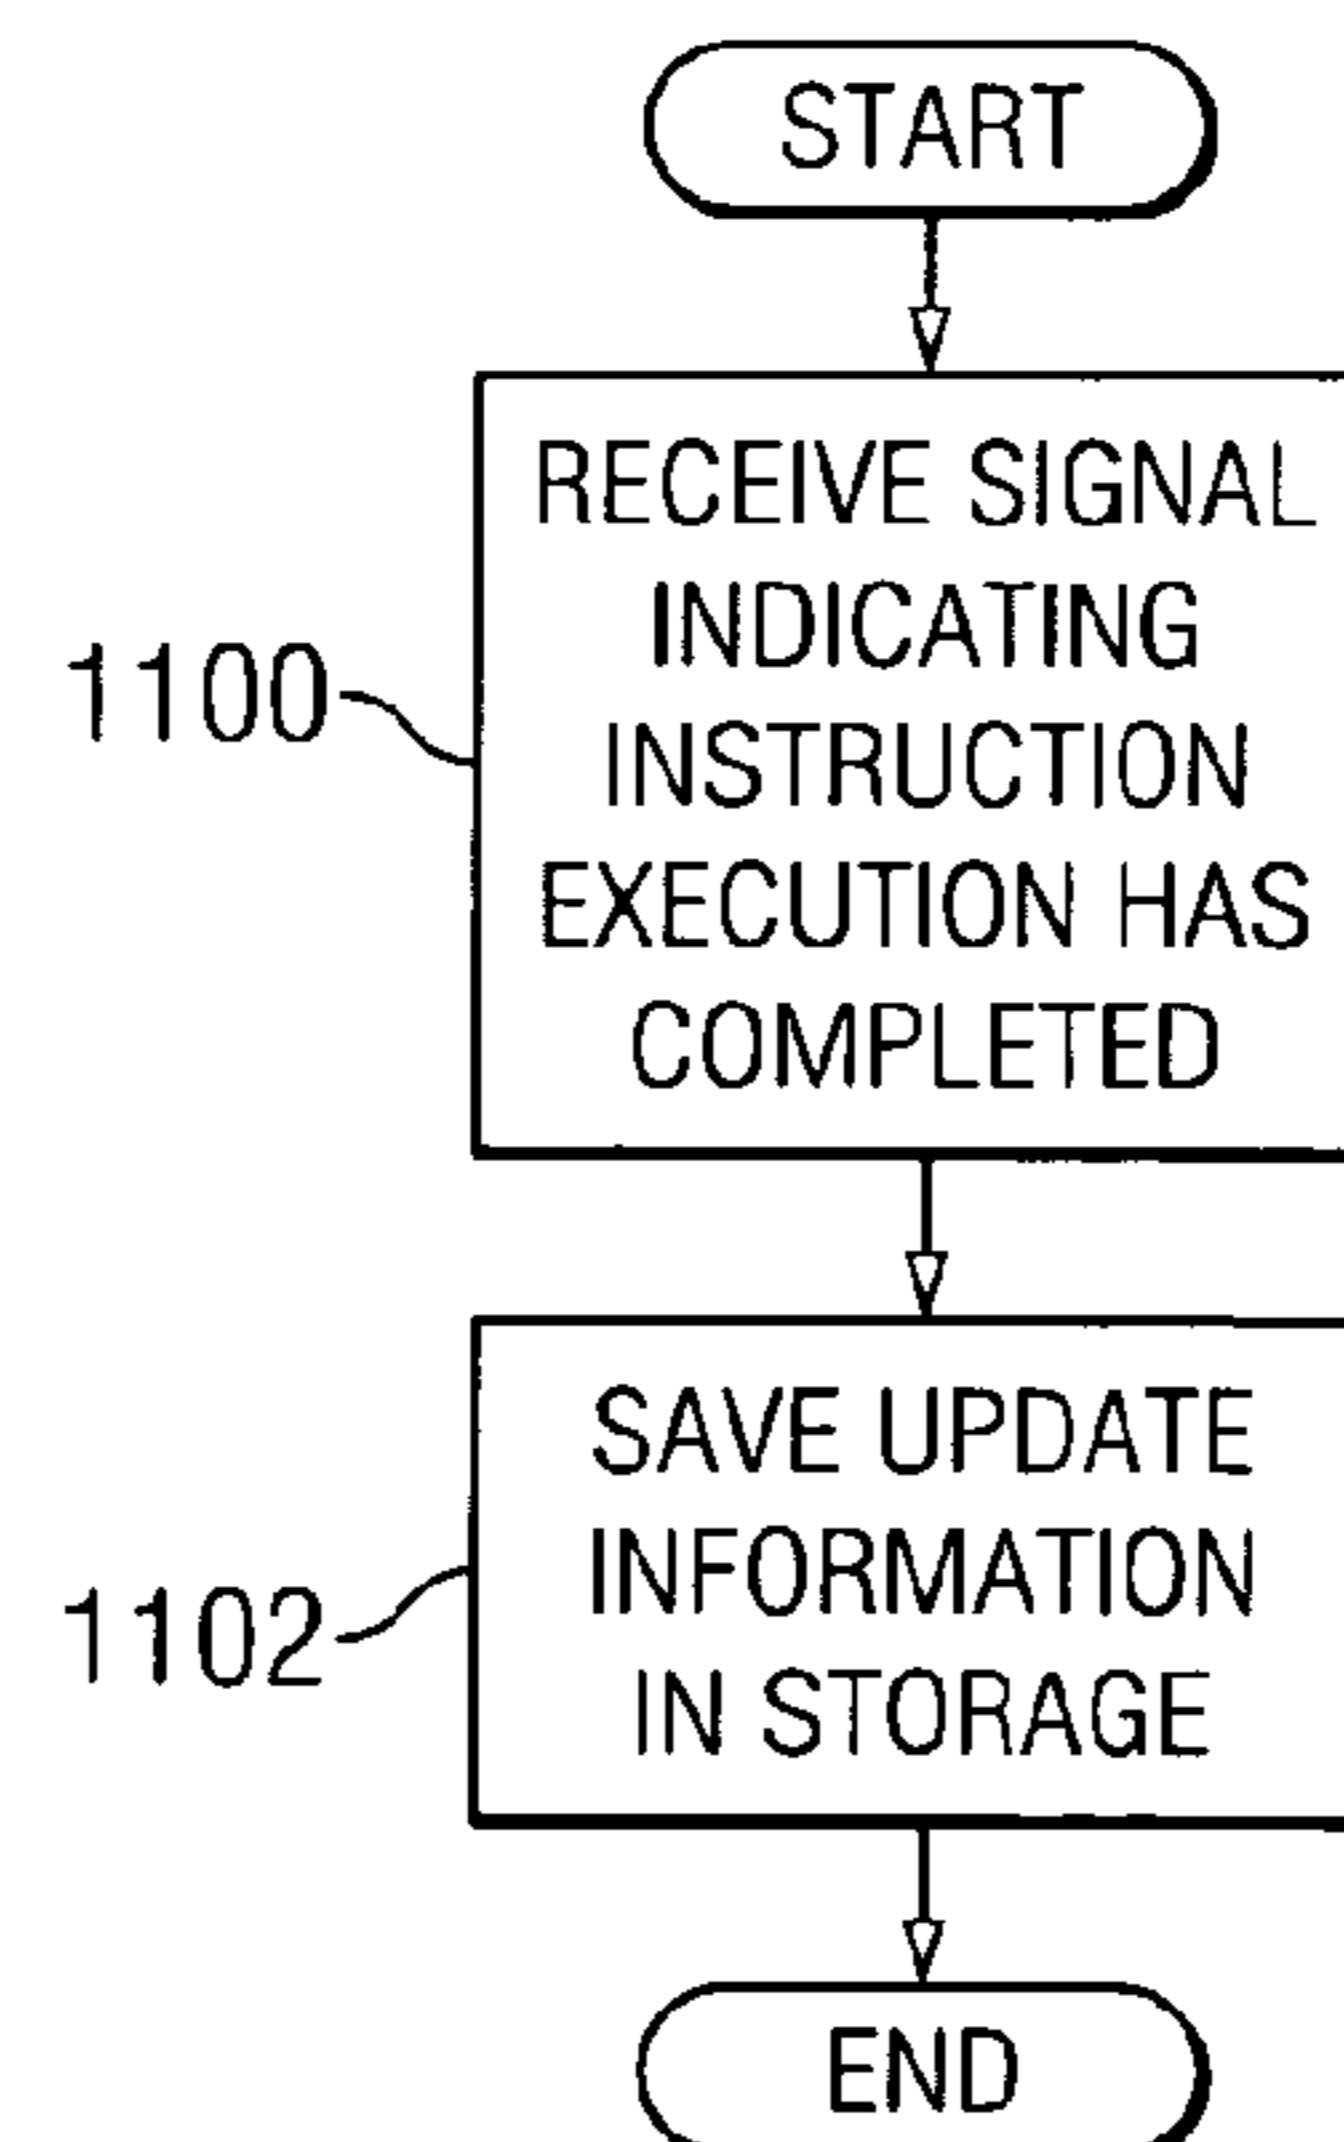 START
RECEIVE SIGNAL
INDICATING
INSTRUCTION
EXECUTION HAS
COMPLETED
1100
SAVE UPDATE
INFORMATION
IN STORAGE
1102
END